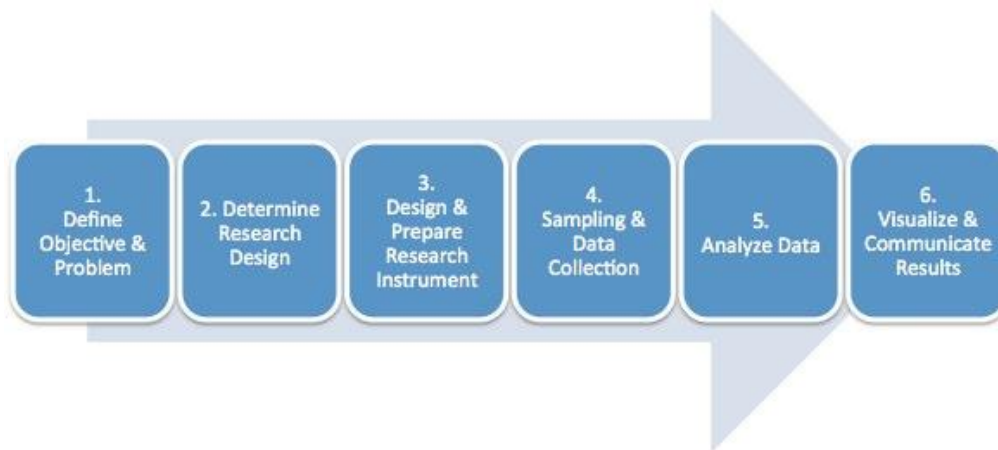 1.
Define
Objective &
Problem
2. Determine
Research
Design
3.
Design &
Prepare
Research
Instrument
4.
Sampling &
Data
Collection
5.
Analyze Data
6.
Visualize &
Communicate
Results